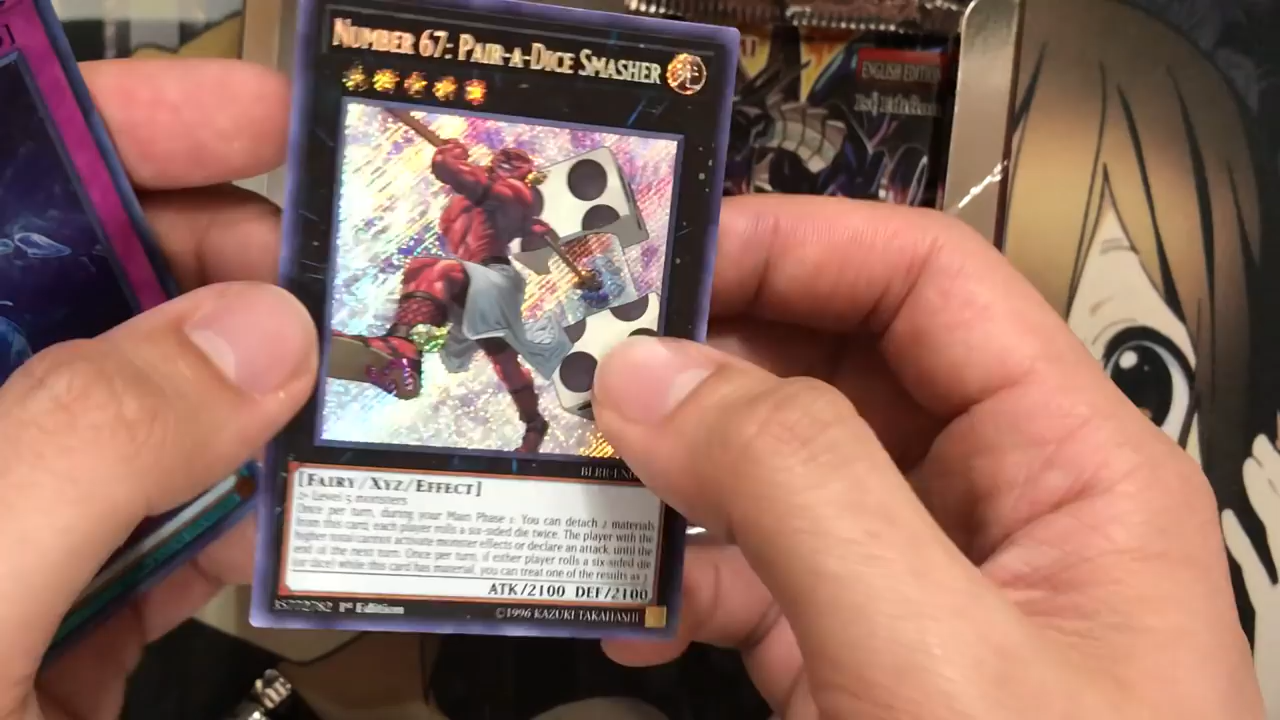 NUMBER 67: PAIR-A-DICE SMASHER
ENGLISH EDITION
1st Edition
[FAIRY/XYZ/EFFECT]
2+ Level 5 monsters
Once per turn, during your Main Phase 1: You can detach 2 materials
from this card; each player rolls a six-sided die twice. The player with the
higher total cannot activate monster effects or declare an attack, until the
end of the next turn. Once per turn, if either player rolls a six-sided die
(or dice) while this card has material, you can treat one of the results as 7.
ATK/2100 DEF/2100
1st Edition
©1996 KAZUKI TAKAHASHI